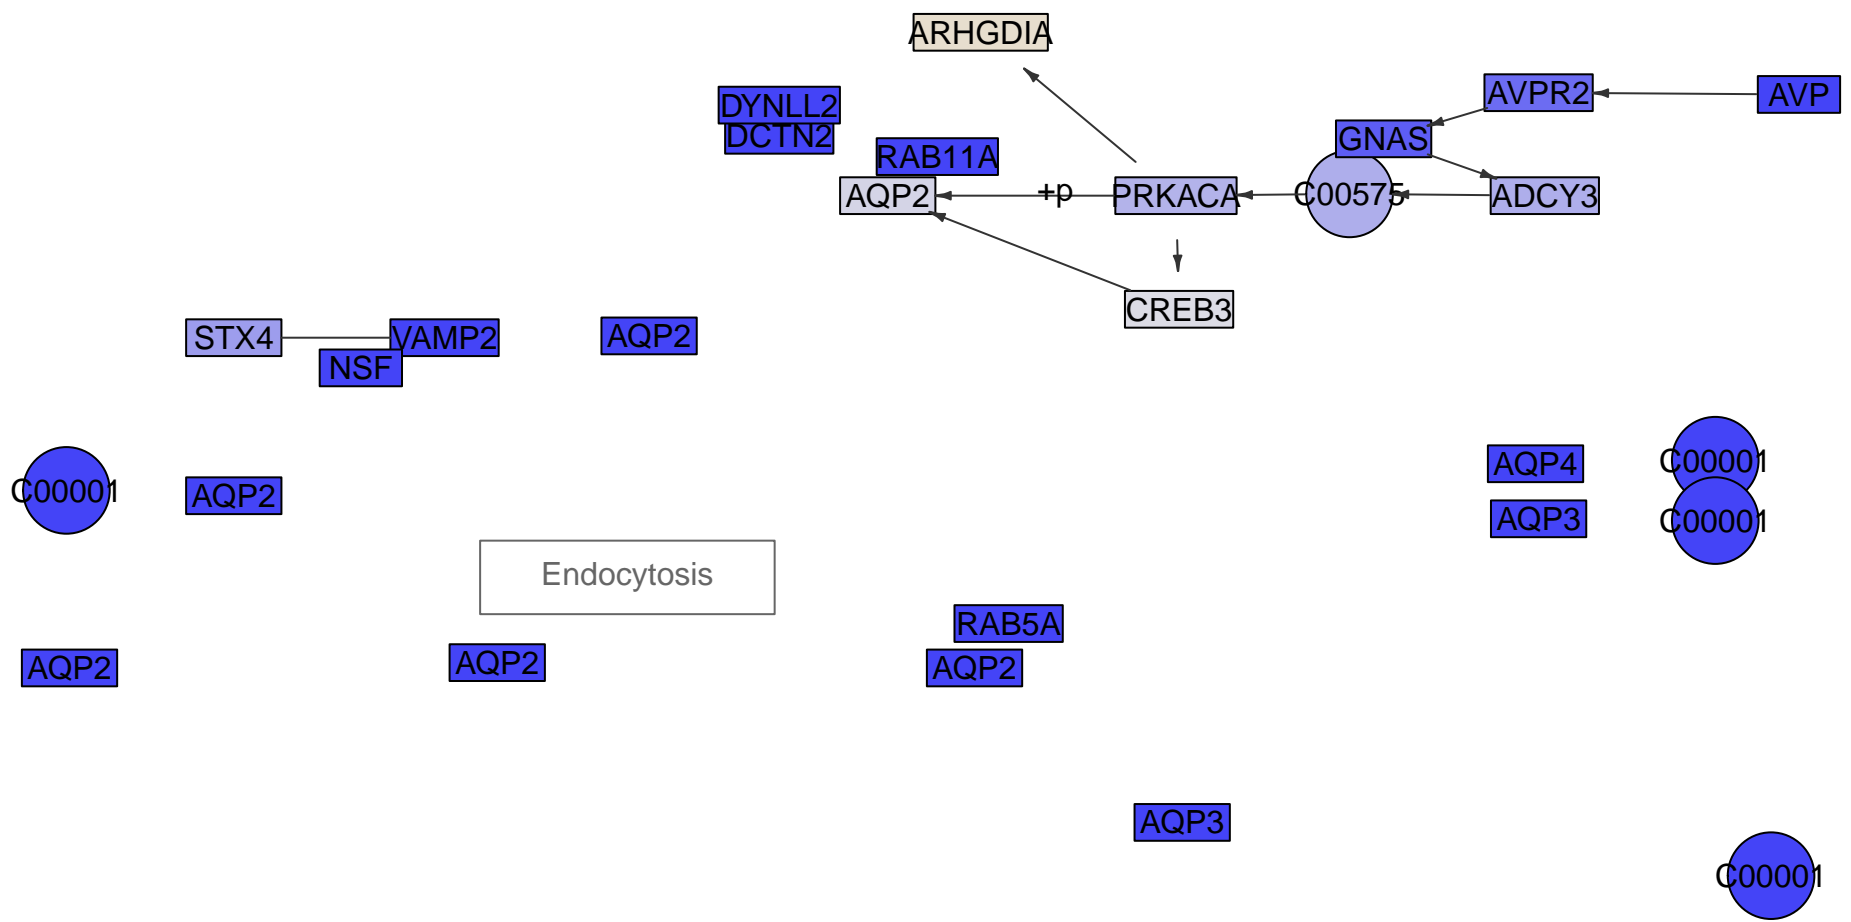 ARHGDIA
DYNLL2
AVPR2
AVP
DCTN2
GNAS
RAB11A
AQP2
+p
PRKACA
C00575
ADCY3
CREB3
STX4
VAMP2
AQP2
NSF
C00001
AQP2
AQP4
C00001
AQP3
C00001
Endocytosis
RAB5A
AQP2
AQP2
AQP2
AQP3
C00001